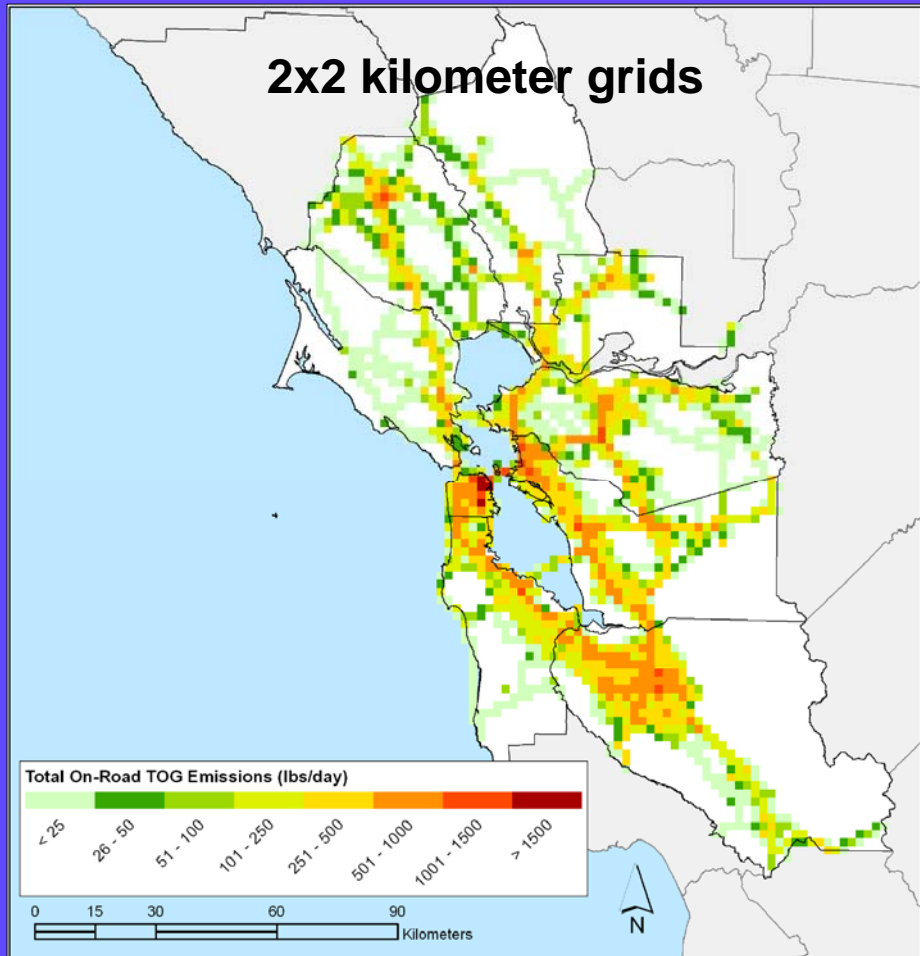 2x2 kilometer grids
Total On-Road TOG Emissions (lbs/day)
< 25
26 - 50
51 - 100
101 - 250
251 - 500
501 - 1000
1001 - 1500
> 1500
0 15 30 60 90
Kilometers
N